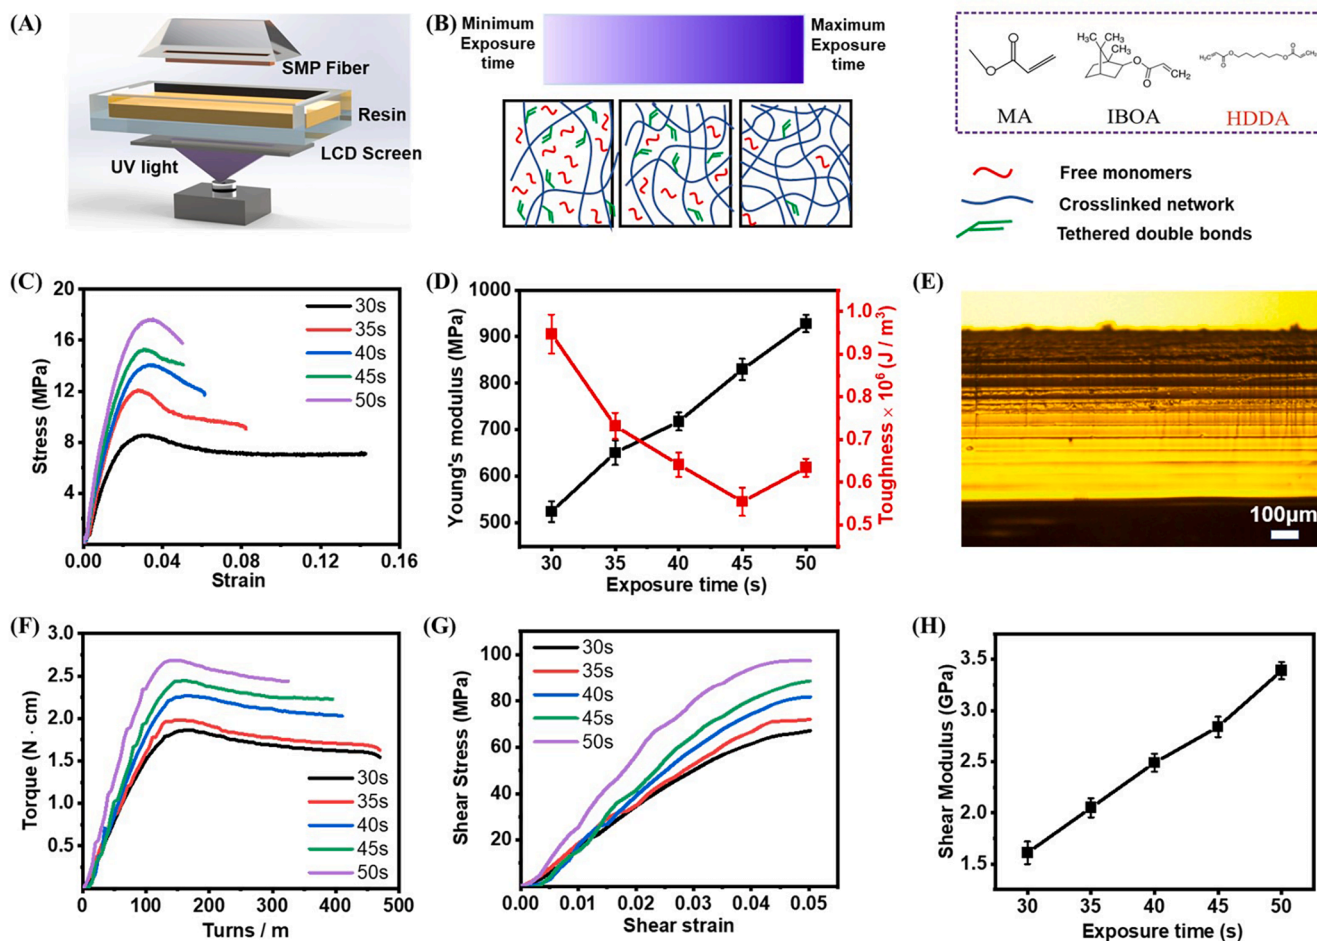 (A)
SMP Fiber
Resin
LCD Screen
UV light
(B)
Minimum
Exposure
time
Maximum
Exposure
time
MA
IBOA
HDDA
Free monomers
Crosslinked network
Tethered double bonds
(C)
Stress (MPa)
20
16
12
8
4
0.00
0.04
0.08
0.12
0.16
Strain
30s
35s
40s
45s
50s
(D)
Young's modulus (MPa)
1000
900
800
700
600
500
30
35
40
45
50
Exposure time (s)
1.0
0.9
0.8
0.7
0.6
0.5
Toughness × 10⁶ (J / m³)
(E)
100μm
(F)
Torque (N · cm)
3.0
2.5
2.0
1.5
1.0
0.5
0
100
200
300
400
500
Turns / m
30s
35s
40s
45s
50s
(G)
Shear Stress (MPa)
100
80
60
40
20
0
0.00
0.01
0.02
0.03
0.04
0.05
Shear strain
30s
35s
40s
45s
50s
(H)
Shear Modulus (GPa)
3.5
3.0
2.5
2.0
1.5
30
35
40
45
50
Exposure time (s)